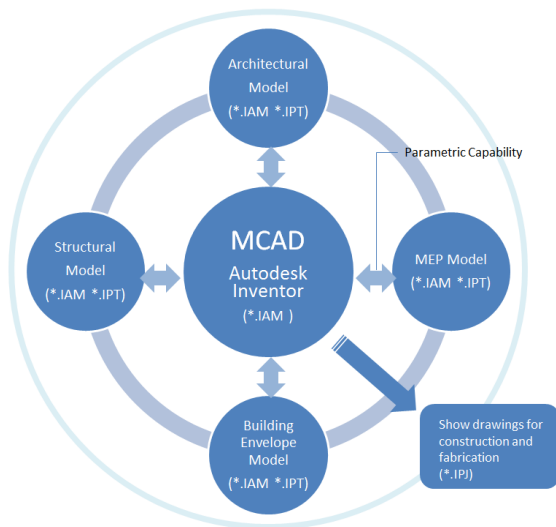 Architectural
Model
(*.IAM *.IPT)
Parametric Capability
Structural
Model
(*.IAM *.IPT)
MCAD
Autodesk
Inventor
(*.IAM )
MEP Model
(*.IAM *.IPT)
Building
Envelope
Model
(*.IAM *.IPT)
Show drawings for
construction and
fabrication
(*.IPJ)